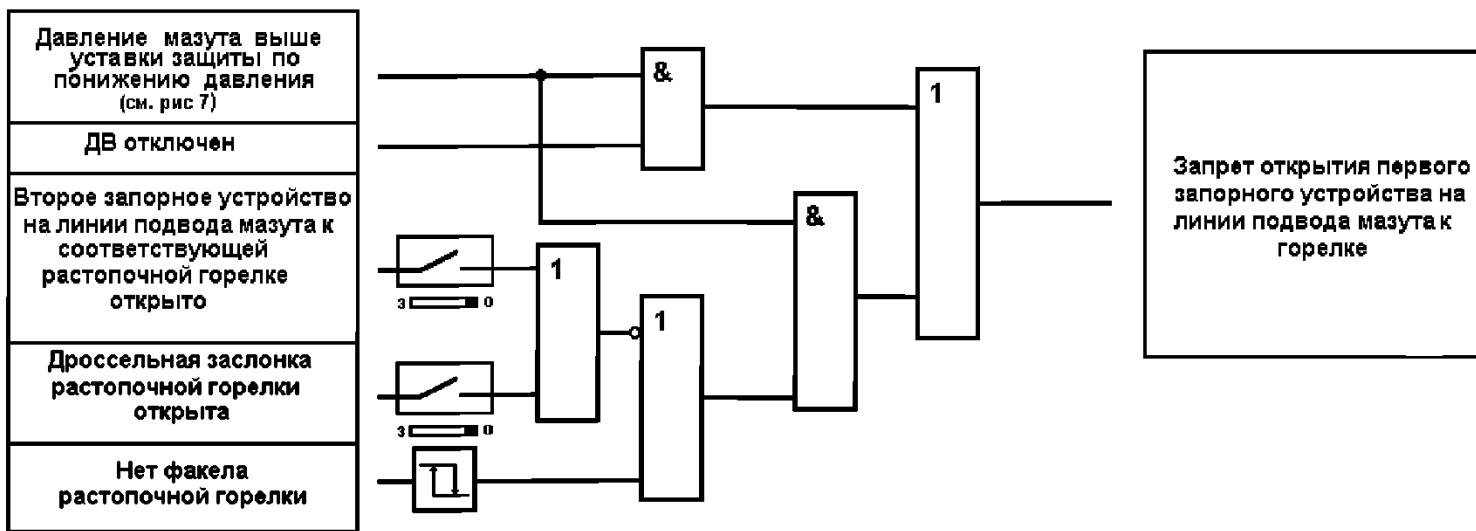 Давление мазута выше
уставки защиты по
понижению давления
(см. рис 7)
ДВ отключен
Второе запорное устройство
на линии подвода мазута к
соответствующей
растопочной горелке
открыто
Дроссельная заслонка
растопочной горелки
открыта
Нет факела
растопочной горелки
&
1
&
1
1
З О
З О
Запрет открытия первого
запорного устройства на
линии подвода мазута к
горелке